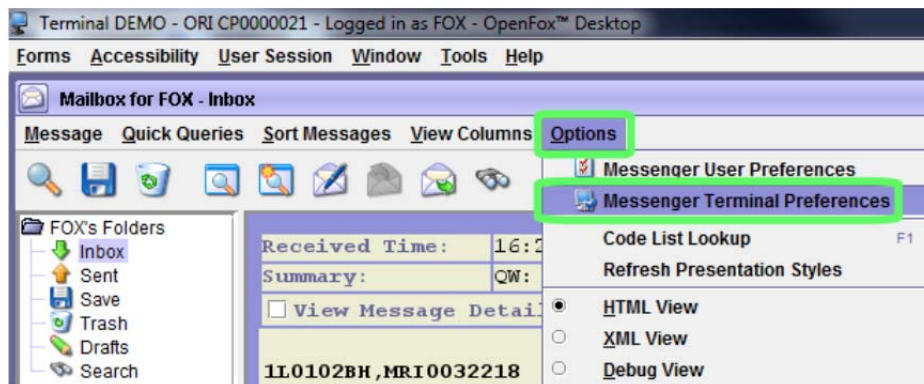 Terminal DEMO - ORI CP0000021 - Logged in as FOX - OpenFox™ Desktop
Forms Accessibility User Session Window Tools Help
Mailbox for FOX - Inbox
Message Quick Queries Sort Messages View Columns Options
Messenger User Preferences
Messenger Terminal Preferences
Code List Lookup F1
Refresh Presentation Styles
HTML View
XML View
Debug View
FOX's Folders
Inbox
Sent
Save
Trash
Drafts
Search
Received Time: 16:2
Summary: QW:
View Message Detai
1L0102BH,MRI0032218